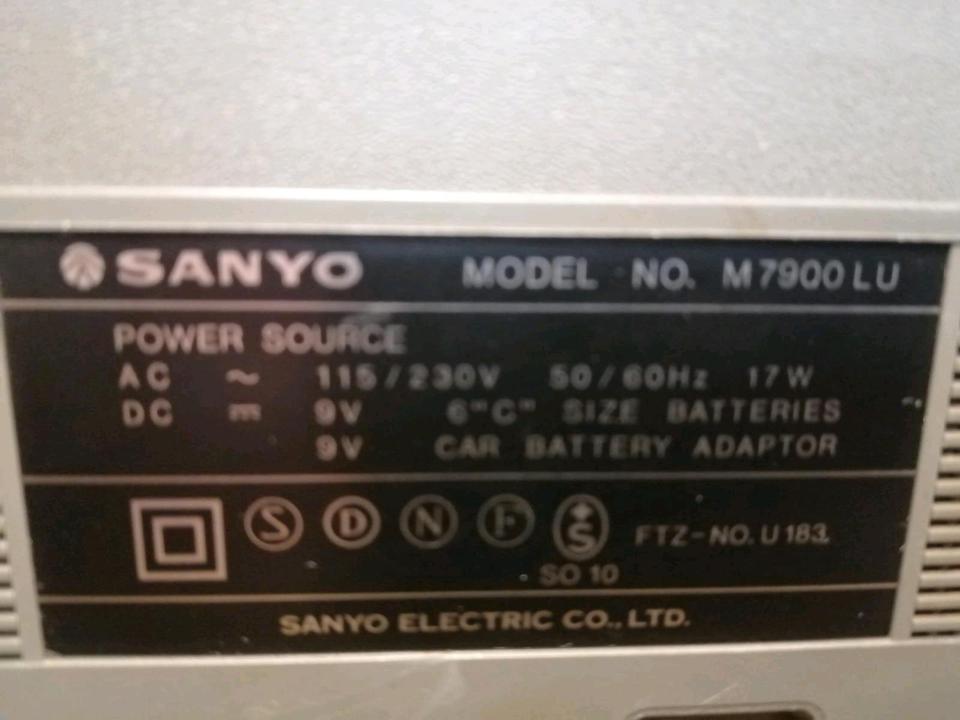 SANYO MODEL NO. M7900LU
POWER SOURCE
AC ~ 115/230V 50/60Hz 17W
DC ⎓ 9V 6"C" SIZE BATTERIES
9V CAR BATTERY ADAPTOR
S D N F +S FTZ-NO. U183.
SO 10
SANYO ELECTRIC CO., LTD.